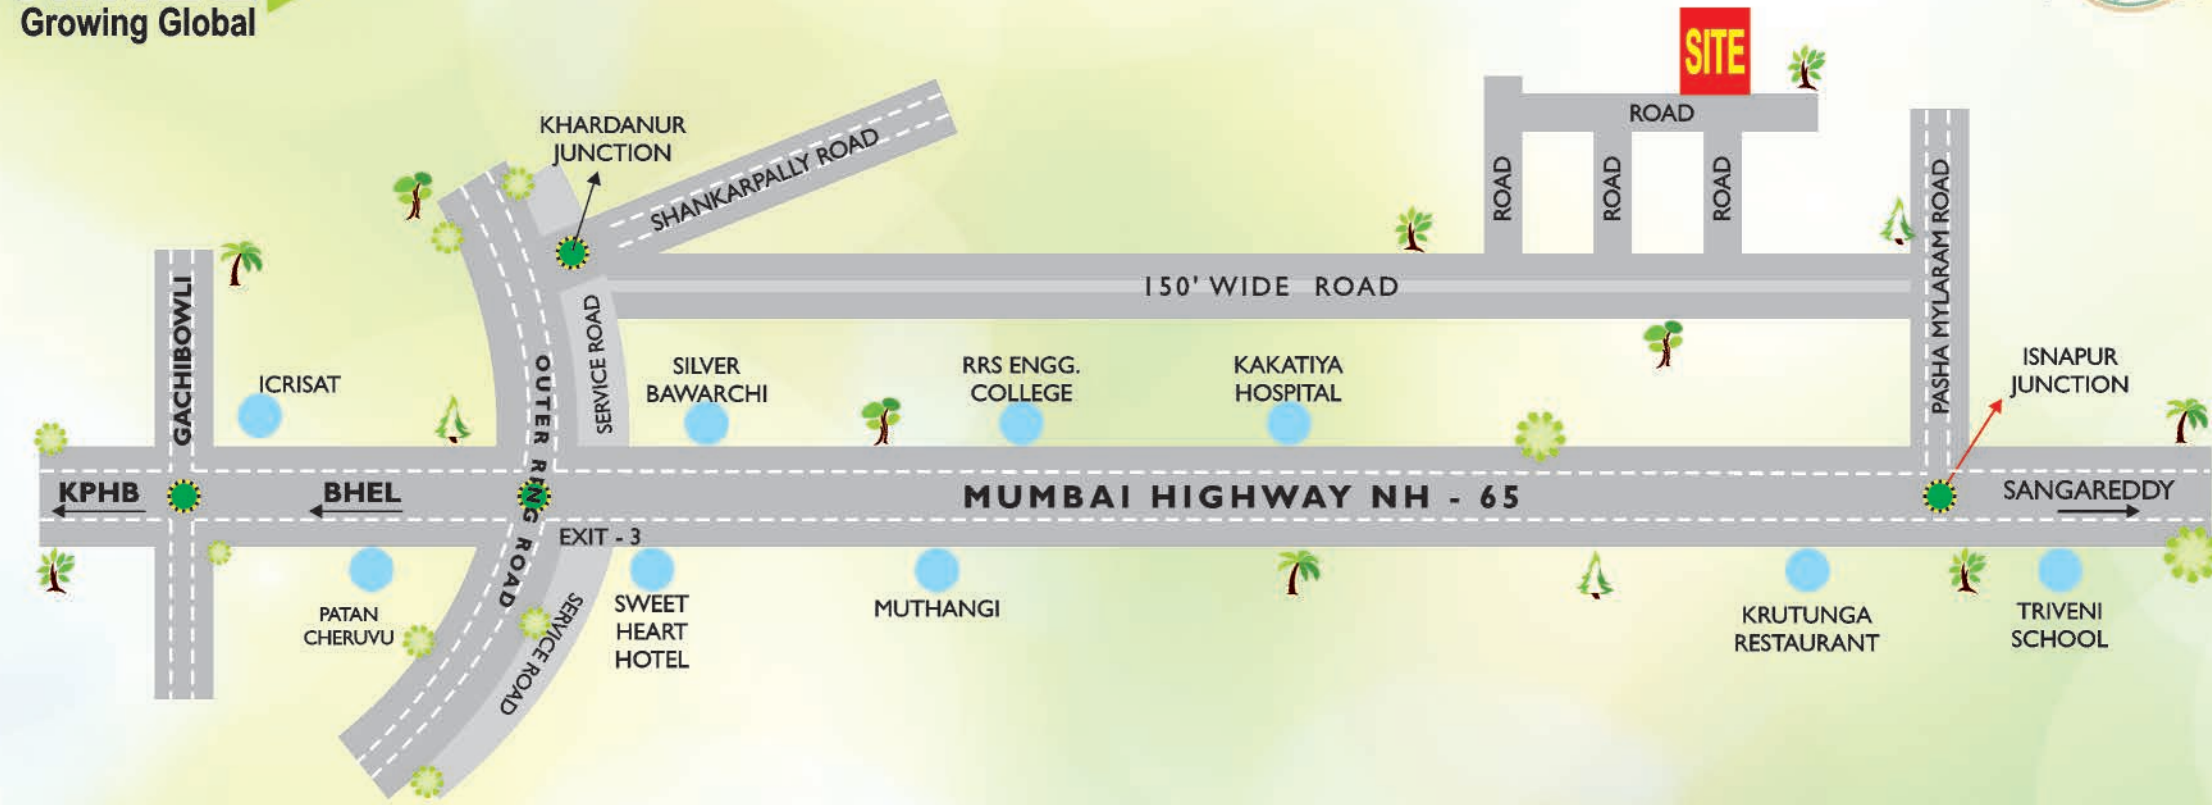 Growing Global
SITE
ROAD
KHARDANUR
JUNCTION
SHANKARPALLY ROAD
ROAD
ROAD
ROAD
PASHA MYLARAM ROAD
150' WIDE ROAD
GACHIBOWLI
ICRISAT
OUTER RING ROAD
SERVICE ROAD
SILVER
BAWARCHI
RRS ENGG.
COLLEGE
KAKATIYA
HOSPITAL
ISNAPUR
JUNCTION
KPHB
BHEL
MUMBAI HIGHWAY NH - 65
SANGAREDDY
EXIT - 3
PATAN
CHERUVU
SERVICE ROAD
SWEET
HEART
HOTEL
MUTHANGI
KRUTUNGA
RESTAURANT
TRIVENI
SCHOOL